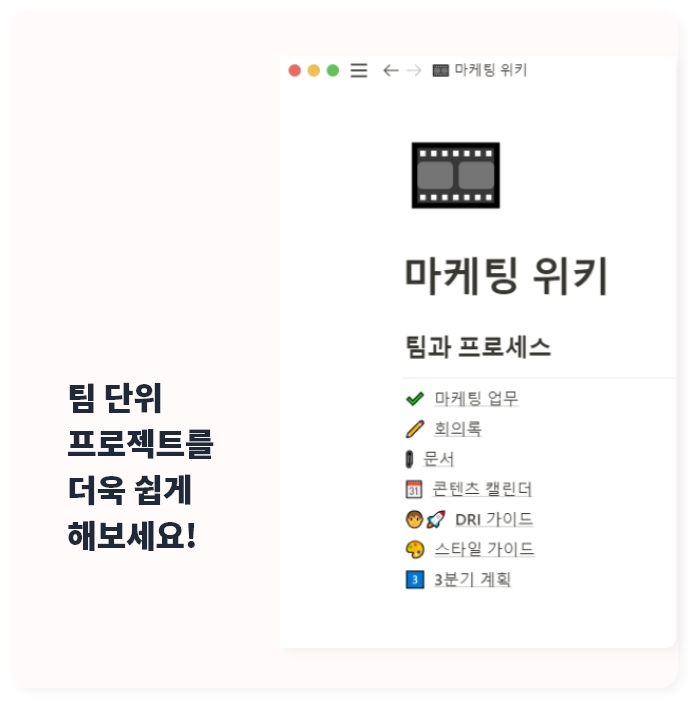 마케팅 위키
마케팅 위키
팀과 프로세스
마케팅 업무
회의록
문서
31 콘텐츠 캘린더
DRI 가이드
스타일 가이드
3 3분기 계획
팀 단위
프로젝트를
더욱 쉽게
해보세요!